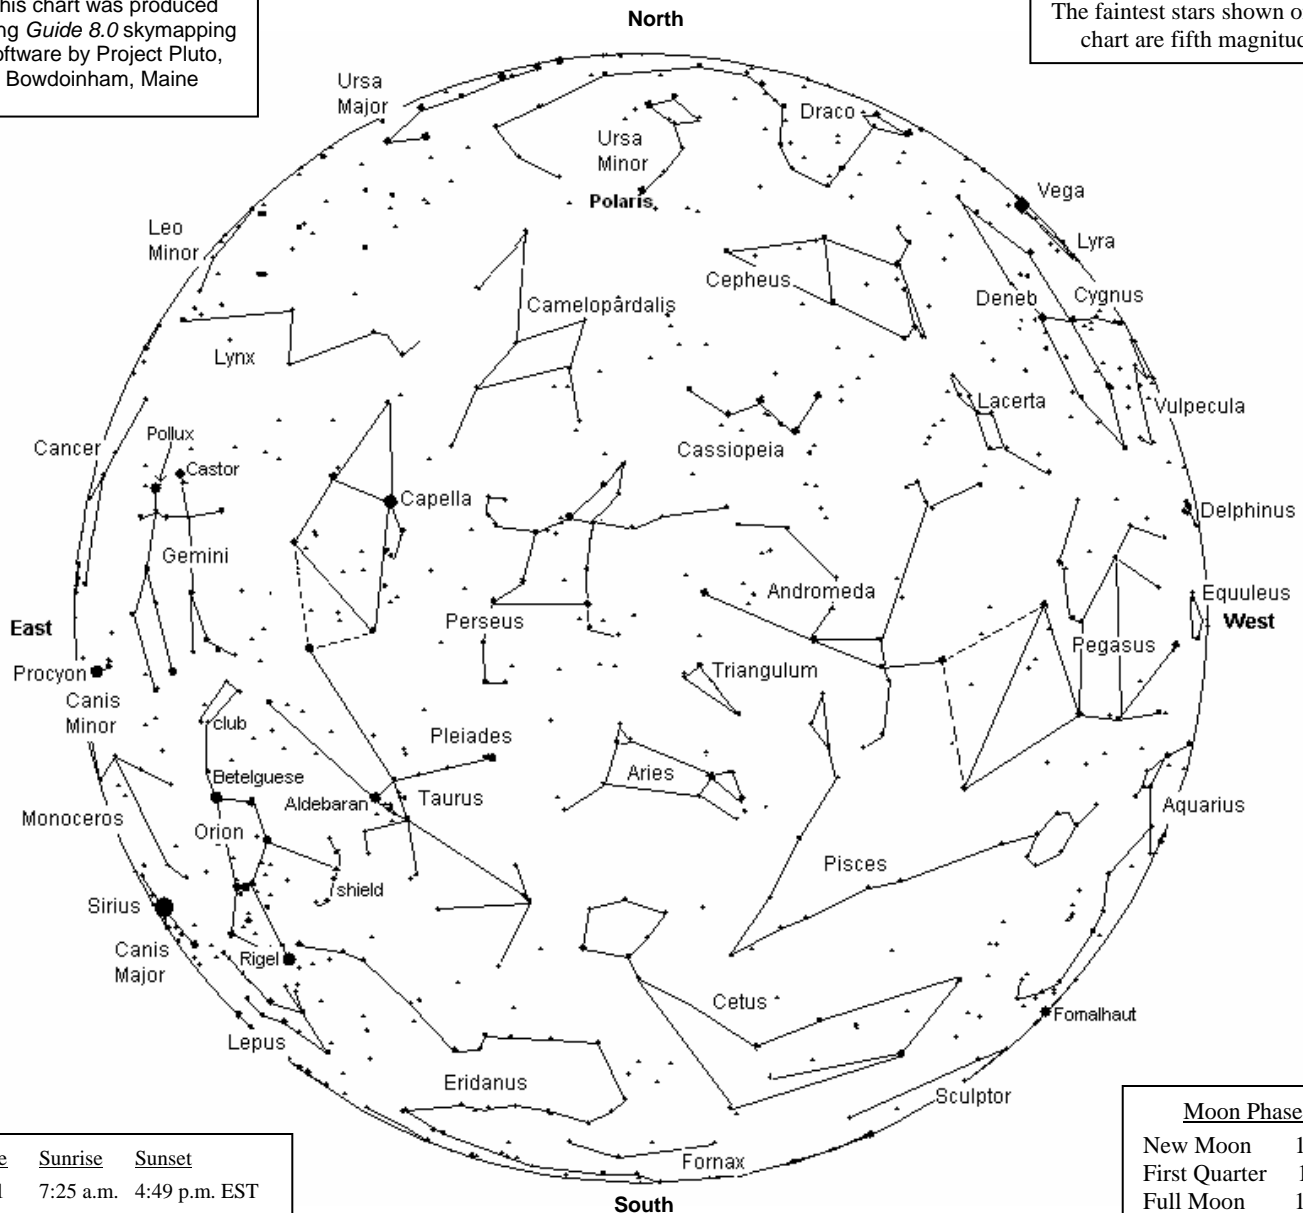 his chart was produced
ng Guide 8.0 skymapping
oftware by Project Pluto,
Bowdoinham, Maine
North
The faintest stars shown o
chart are fifth magnitud
Ursa
Major
Draco
Ursa
Minor
Polaris
Vega
Leo
Minor
Lyra
Cepheus
Deneb
Cygnus
Camelopårdalis
Lynx
Lacerta
Vulpecula
Cancer
Pollux
Castor
Cassiopeia
Capella
Delphinus
Gemini
Andromeda
Equuleus
East
Perseus
West
Pegasus
Procyon
Triangulum
Canis
Minor
club
Pleiades
Betelguese
Aries
Aldebaran
Taurus
Aquarius
Monoceros
Orion
Pisces
shield
Sirius
Canis
Major
Rigel
Cetus
Fomalhaut
Lepus
Eridanus
Sculptor
Fornax
South
e Sunrise Sunset
7:25 a.m. 4:49 p.m. EST
Moon Phase
New Moon 1
First Quarter 1
Full Moon 1